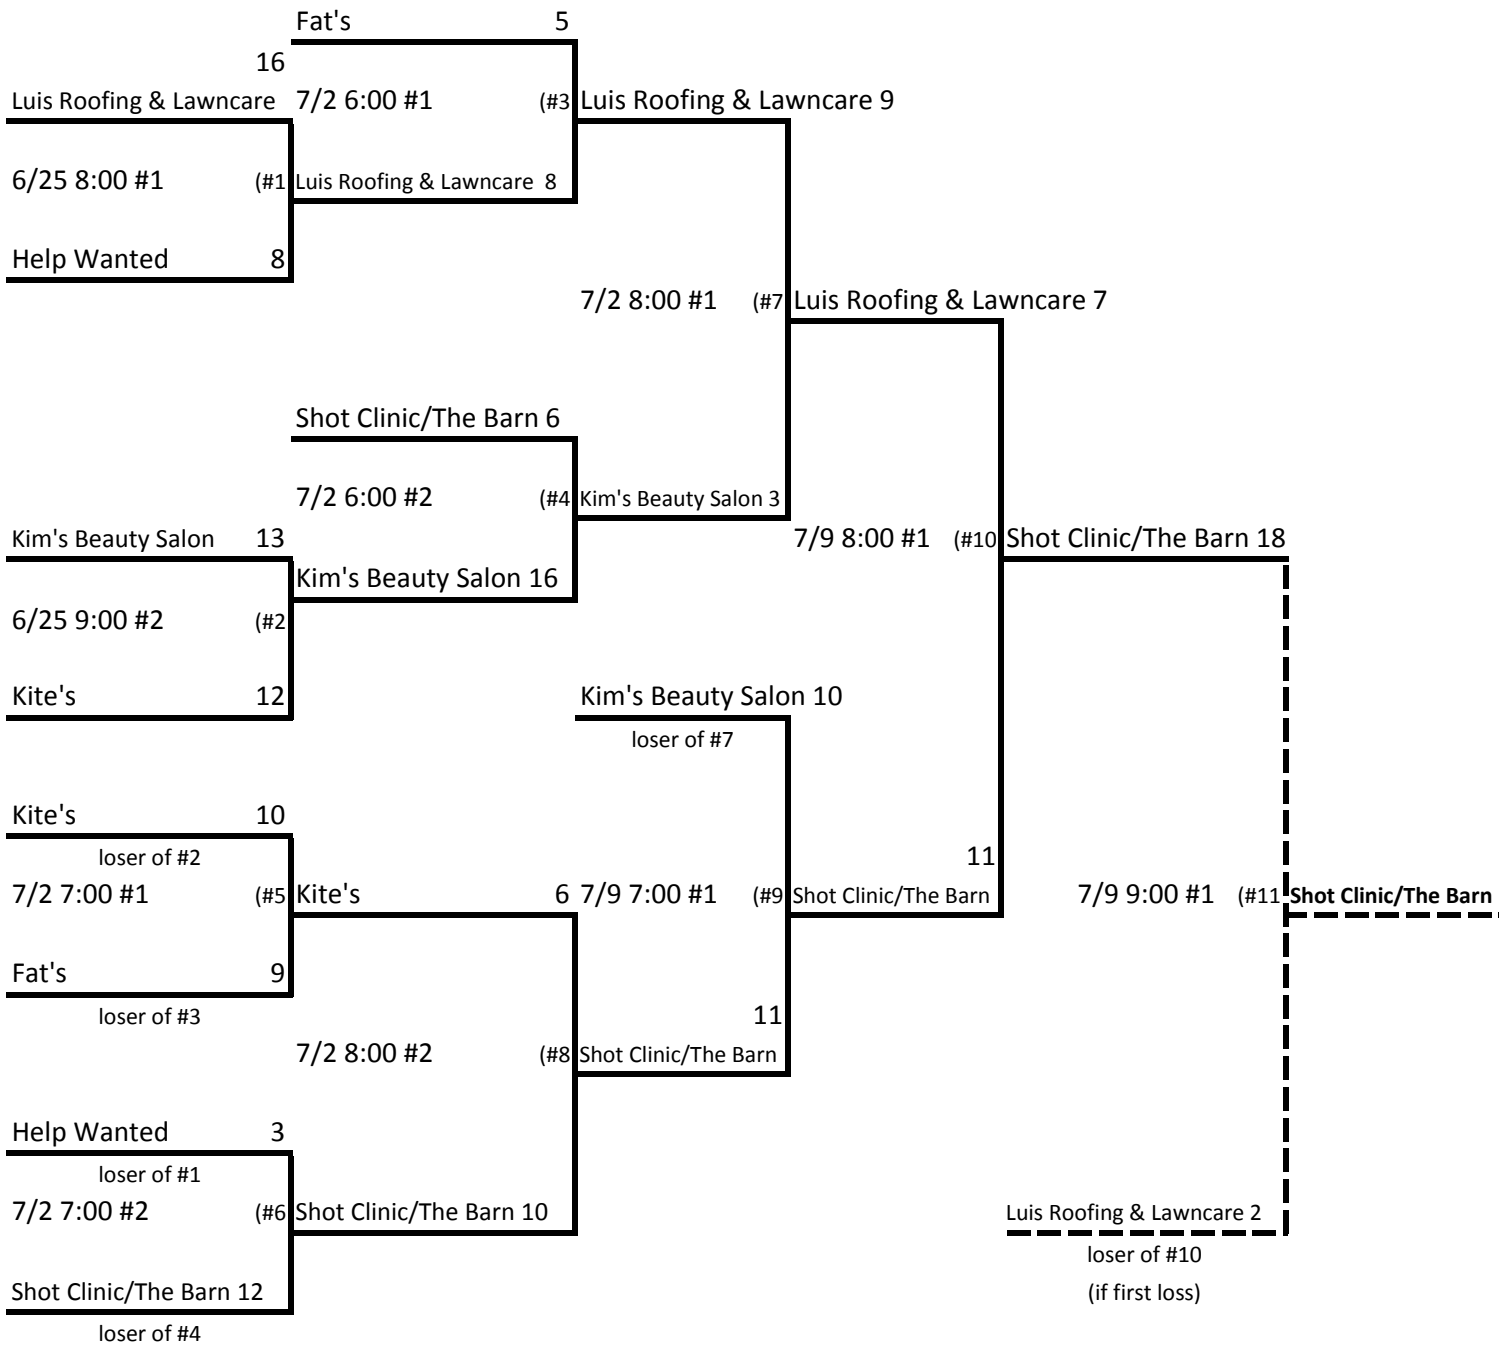 Fat's 5
16
Luis Roofing & Lawncare 7/2 6:00 #1 (#3 Luis Roofing & Lawncare 9
6/25 8:00 #1 (#1 Luis Roofing & Lawncare 8
Help Wanted 8
7/2 8:00 #1 (#7 Luis Roofing & Lawncare 7
Shot Clinic/The Barn 6
7/2 6:00 #2 (#4 Kim's Beauty Salon 3
Kim's Beauty Salon 13 7/9 8:00 #1 (#10 Shot Clinic/The Barn 18
Kim's Beauty Salon 16
6/25 9:00 #2 (#2
Kite's 12 Kim's Beauty Salon 10
loser of #7
Kite's 10
loser of #2 11
7/2 7:00 #1 (#5 Kite's 6 7/9 7:00 #1 (#9 Shot Clinic/The Barn 7/9 9:00 #1 (#11 Shot Clinic/The Barn
Fat's 9
loser of #3 11
7/2 8:00 #2 (#8 Shot Clinic/The Barn
Help Wanted 3
loser of #1
7/2 7:00 #2 (#6 Shot Clinic/The Barn 10 Luis Roofing & Lawncare 2
loser of #10
Shot Clinic/The Barn 12 (if first loss)
loser of #4